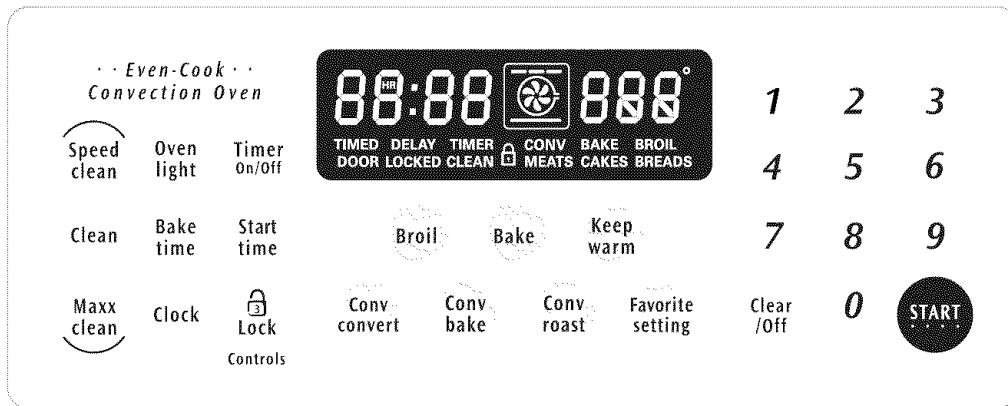 · · Even-Cook · ·
Convection Oven
Speed
clean
Oven
light
Timer
On/Off
Clean
Bake
time
Start
time
Maxx
clean
Clock
3
Lock
Controls
88:88
HR
888°
TIMED DELAY TIMER CONV BAKE BROIL
DOOR LOCKED CLEAN MEATS CAKES BREADS
Broil
Bake
Keep
warm
Conv
convert
Conv
bake
Conv
roast
Favorite
setting
1 2 3
4 5 6
7 8 9
Clear
/Off
0
START